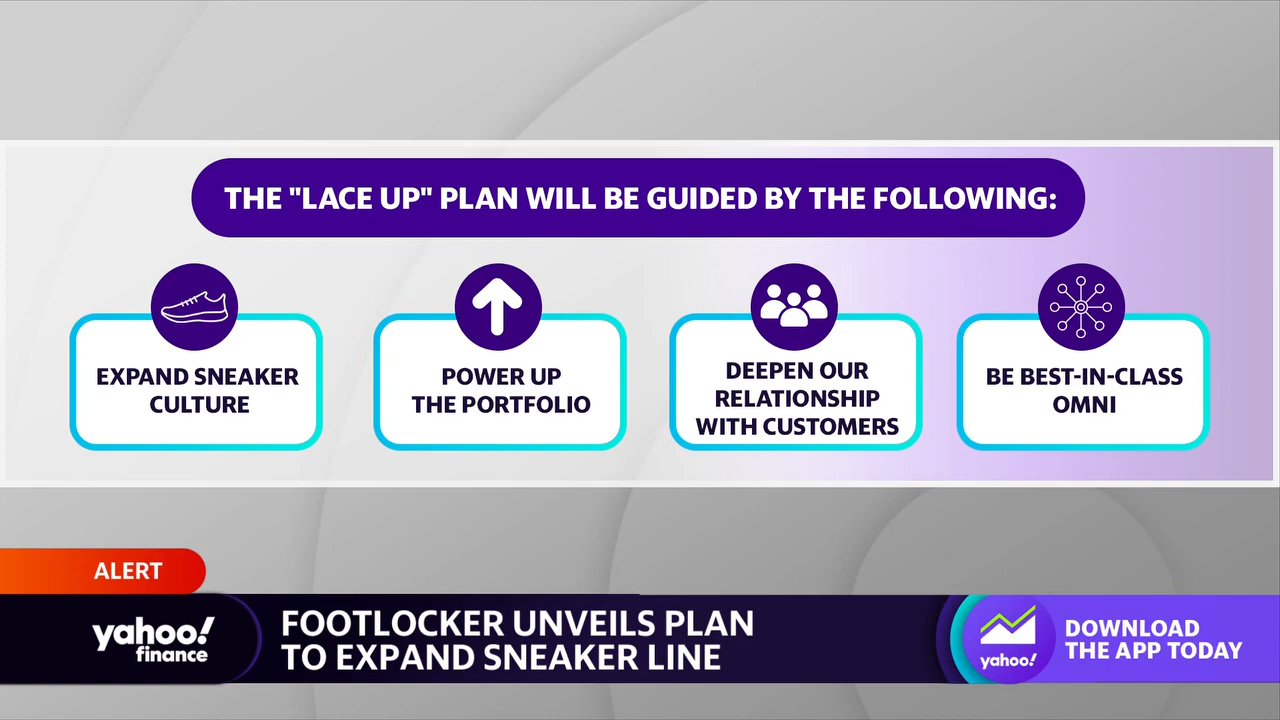 THE "LACE UP" PLAN WILL BE GUIDED BY THE FOLLOWING:
EXPAND SNEAKER
CULTURE
POWER UP
THE PORTFOLIO
DEEPEN OUR
RELATIONSHIP
WITH CUSTOMERS
BE BEST-IN-CLASS
OMNI
ALERT
yahoo!
finance
FOOTLOCKER UNVEILS PLAN
TO EXPAND SNEAKER LINE
yahoo!
DOWNLOAD
THE APP TODAY